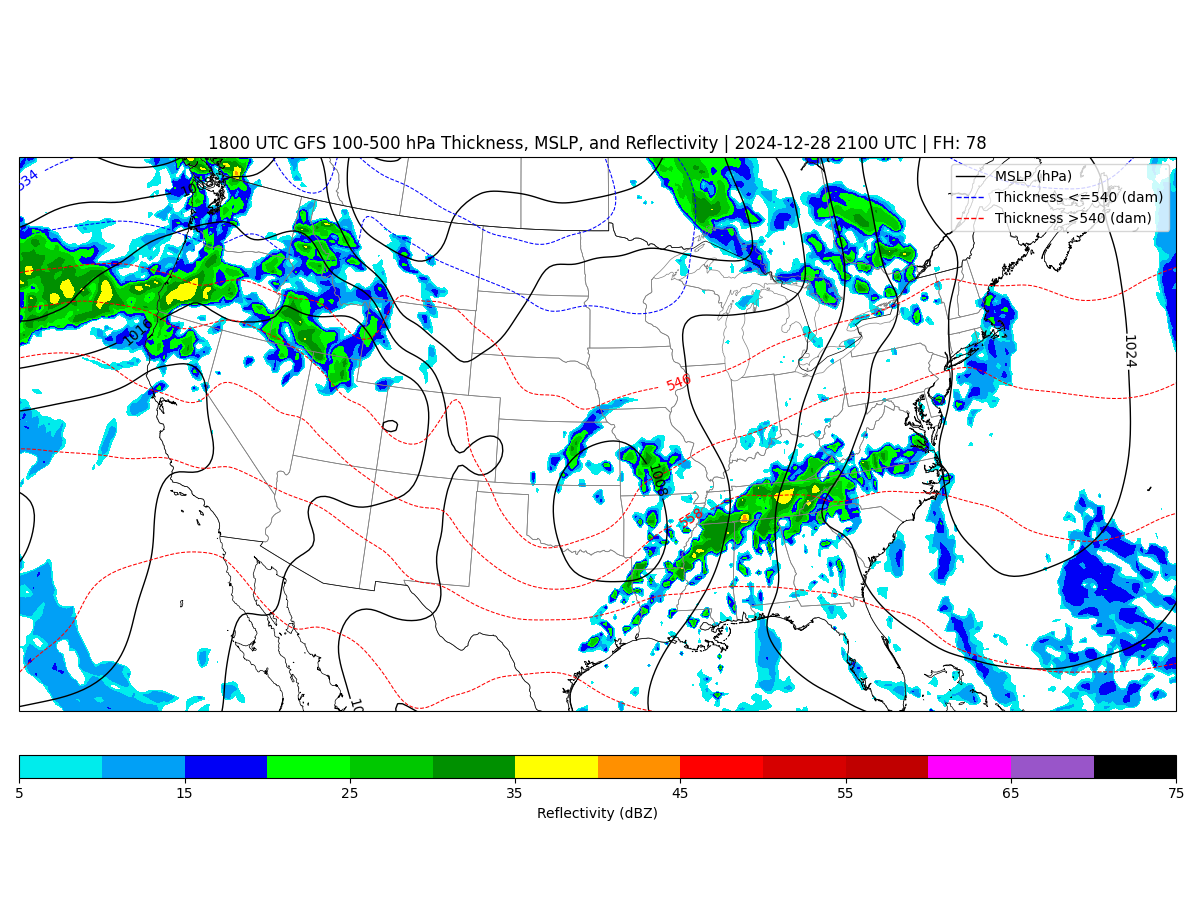 1800 UTC GFS 100-500 hPa Thickness, MSLP, and Reflectivity | 2024-12-28 2100 UTC | FH: 78
MSLP (hPa)
Thickness <=540 (dam)
Thickness >540 (dam)
534
1016
1024
540
1008
558
5 15 25 35 45 55 65 75
Reflectivity (dBZ)